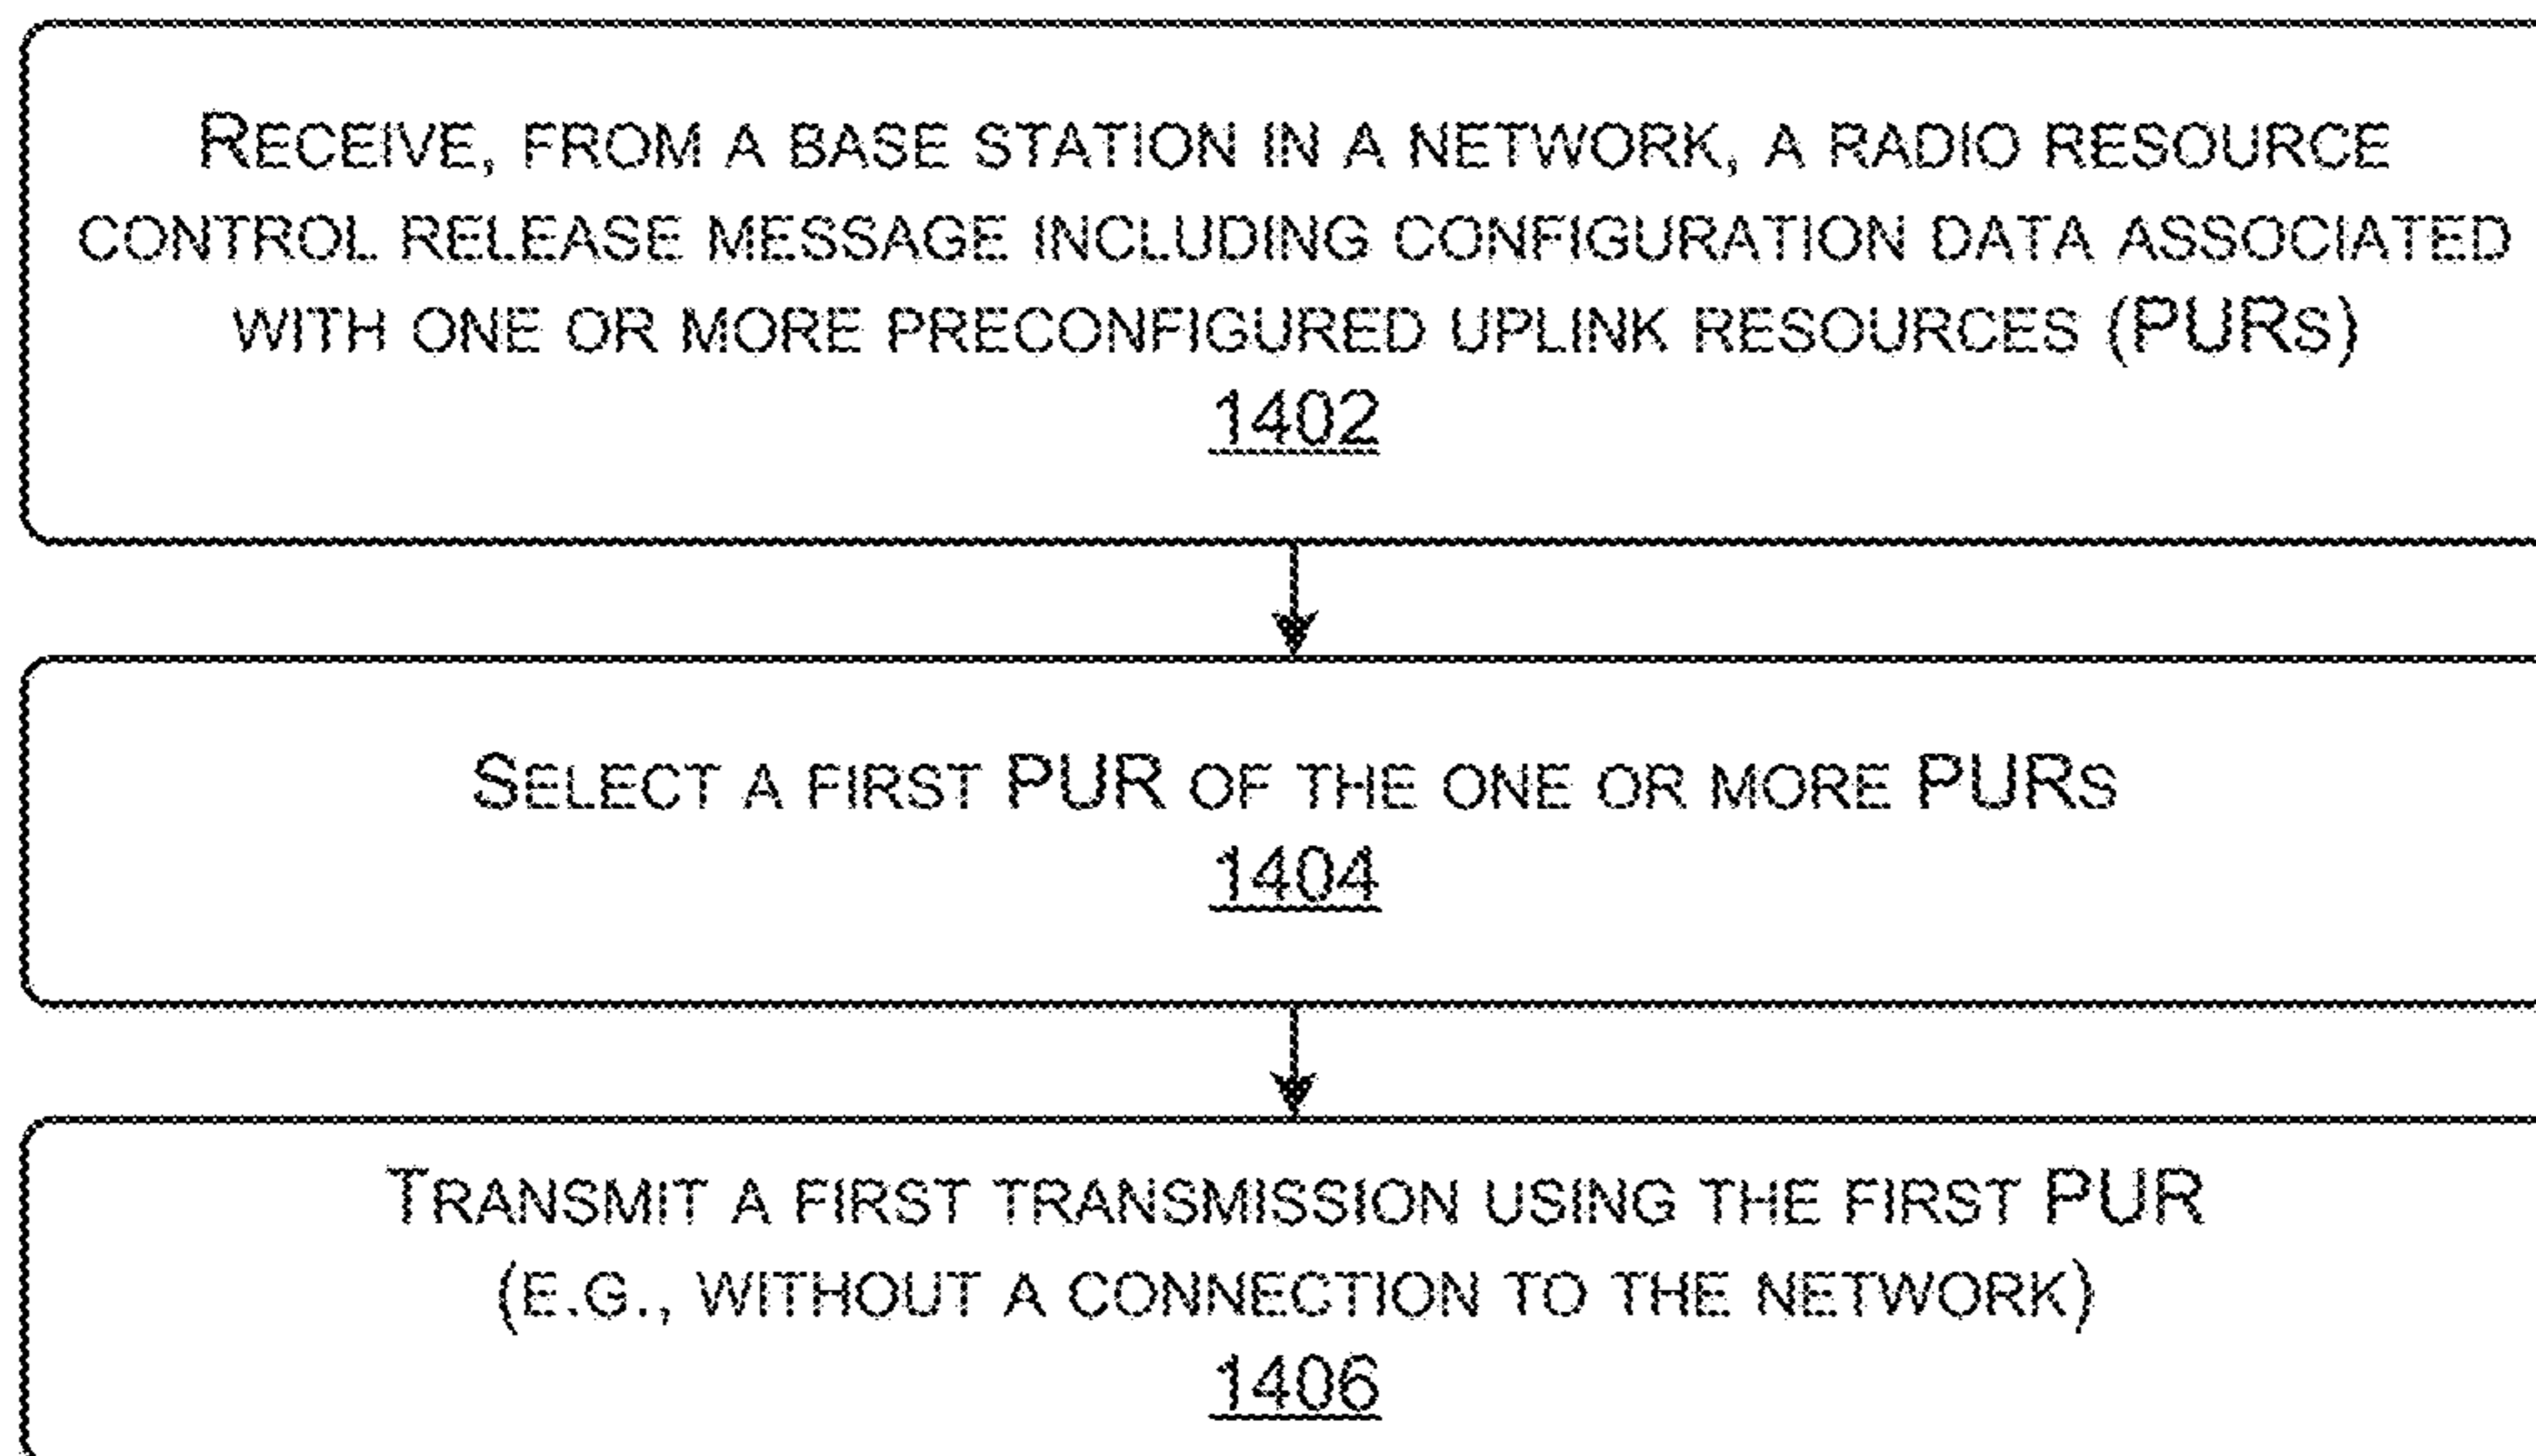 RECEIVE, FROM A BASE STATION IN A NETWORK, A RADIO RESOURCE
CONTROL RELEASE MESSAGE INCLUDING CONFIGURATION DATA ASSOCIATED
WITH ONE OR MORE PRECONFIGURED UPLINK RESOURCES (PURS)
1402
SELECT A FIRST PUR OF THE ONE OR MORE PURS
1404
TRANSMIT A FIRST TRANSMISSION USING THE FIRST PUR
(E.G., WITHOUT A CONNECTION TO THE NETWORK)
1406